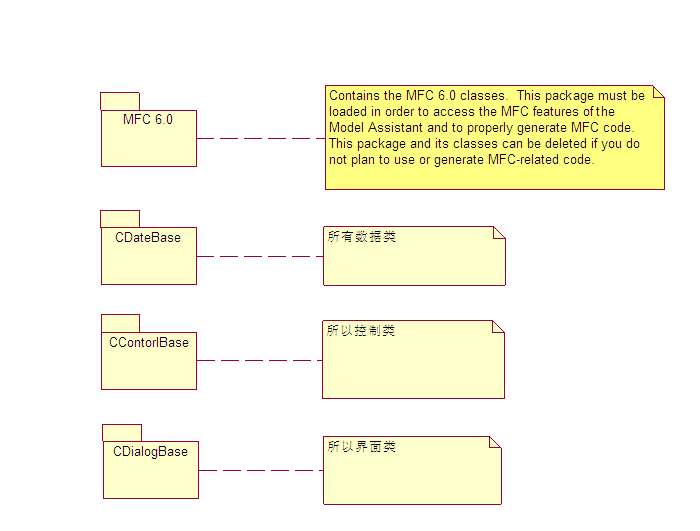 MFC 6.0
Contains the MFC 6.0 classes.  This package must be
loaded in order to access the MFC features of the
Model Assistant and to properly generate MFC code.
This package and its classes can be deleted if you do
not plan to use or generate MFC-related code.
CDateBase
所有数据类
CContorlBase
所以控制类
CDialogBase
所以界面类